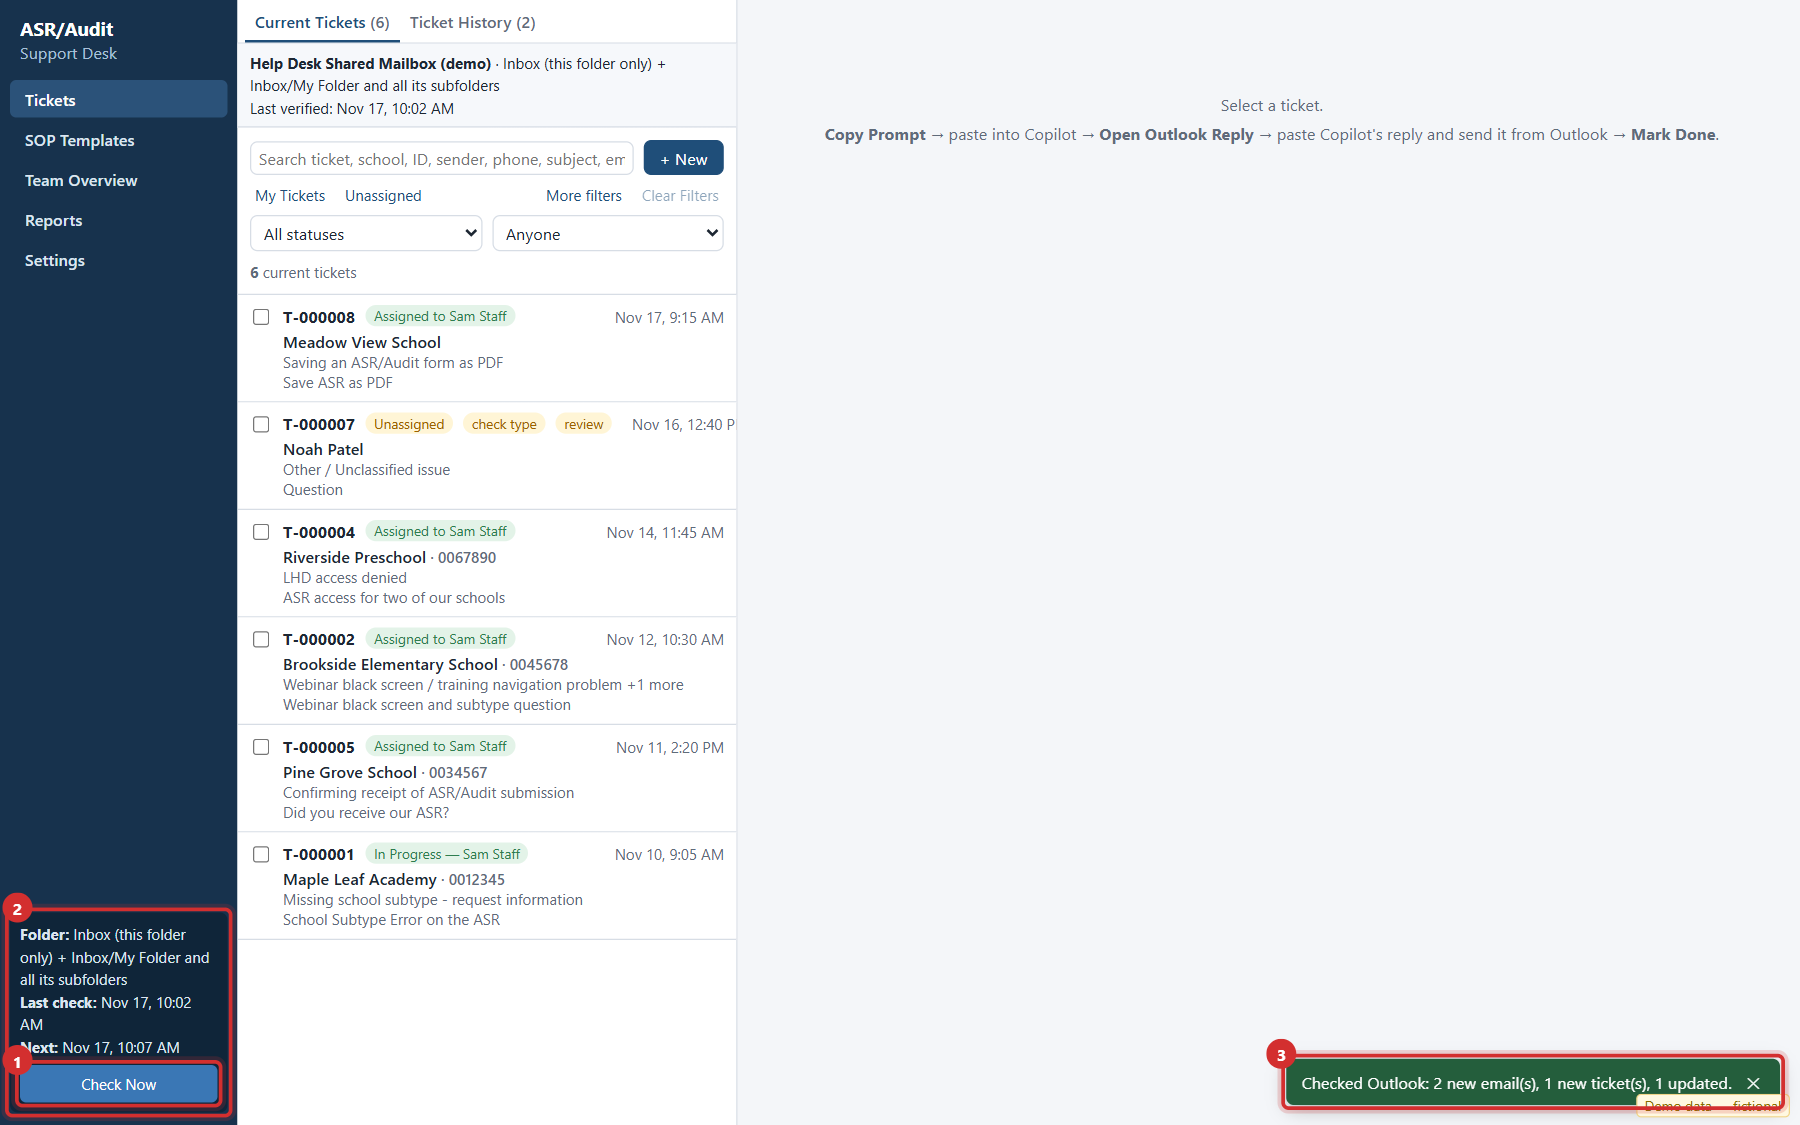 ASR/Audit
Support Desk
Tickets
SOP Templates
Team Overview
Reports
Settings
2
Folder: Inbox (this folder
only) + Inbox/My Folder and
all its subfolders
Last check: Nov 17, 10:02
AM
Next: Nov 17, 10:07 AM
1
Check Now
Current Tickets (6)
Ticket History (2)
Help Desk Shared Mailbox (demo) · Inbox (this folder only) +
Inbox/My Folder and all its subfolders
Last verified: Nov 17, 10:02 AM
Search ticket, school, ID, sender, phone, subject, em
+ New
My Tickets
Unassigned
More filters
Clear Filters
All statuses
Anyone
6 current tickets
T-000008 Assigned to Sam Staff Nov 17, 9:15 AM
Meadow View School
Saving an ASR/Audit form as PDF
Save ASR as PDF
T-000007 Unassigned check type review Nov 16, 12:40 P
Noah Patel
Other / Unclassified issue
Question
T-000004 Assigned to Sam Staff Nov 14, 11:45 AM
Riverside Preschool · 0067890
LHD access denied
ASR access for two of our schools
T-000002 Assigned to Sam Staff Nov 12, 10:30 AM
Brookside Elementary School · 0045678
Webinar black screen / training navigation problem +1 more
Webinar black screen and subtype question
T-000005 Assigned to Sam Staff Nov 11, 2:20 PM
Pine Grove School · 0034567
Confirming receipt of ASR/Audit submission
Did you receive our ASR?
T-000001 In Progress — Sam Staff Nov 10, 9:05 AM
Maple Leaf Academy · 0012345
Missing school subtype - request information
School Subtype Error on the ASR
Select a ticket.
Copy Prompt → paste into Copilot → Open Outlook Reply → paste Copilot's reply and send it from Outlook → Mark Done.
3
Checked Outlook: 2 new email(s), 1 new ticket(s), 1 updated. ×
Demo data — fictional